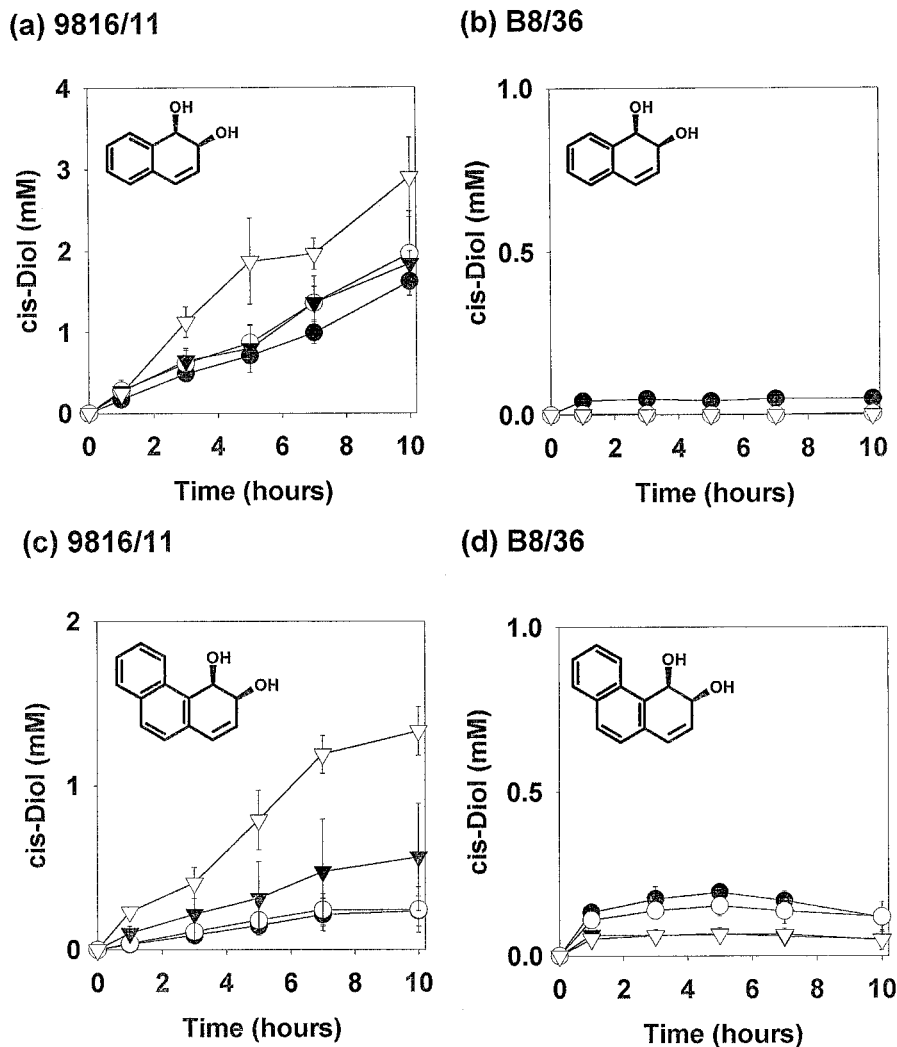 (a) 9816/11
(b) B8/36
4
3
2
1
0
cis-Diol (mM)
OH
OH
0 2 4 6 8 10
Time (hours)
1.0
0.5
0.0
cis-Diol (mM)
OH
OH
0 2 4 6 8 10
Time (hours)
(c) 9816/11
(d) B8/36
2
1
0
cis-Diol (mM)
OH
OH
0 2 4 6 8 10
Time (hours)
1.0
0.5
0.0
cis-Diol (mM)
OH
OH
0 2 4 6 8 10
Time (hours)